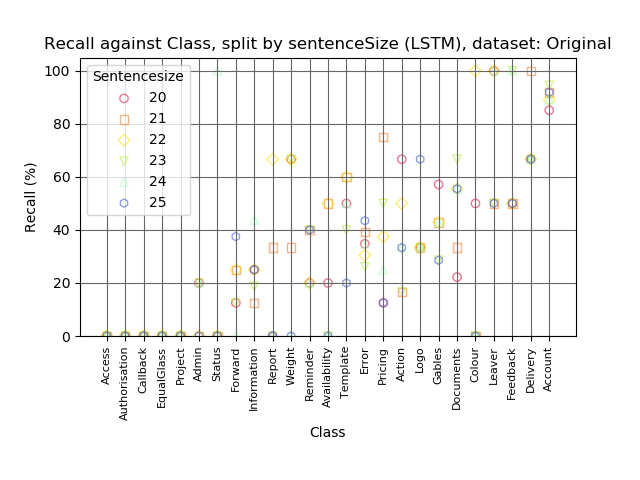 Recall against Class, split by sentenceSize (LSTM), dataset: Original
Recall (%)
100
80
60
40
20
0
Sentencesize
20
21
22
23
24
25
Access
Authorisation
Callback
EqualGlass
Project
Admin
Status
Forward
Information
Report
Weight
Reminder
Availability
Template
Error
Pricing
Action
Logo
Gables
Documents
Colour
Leaver
Feedback
Delivery
Account
Class